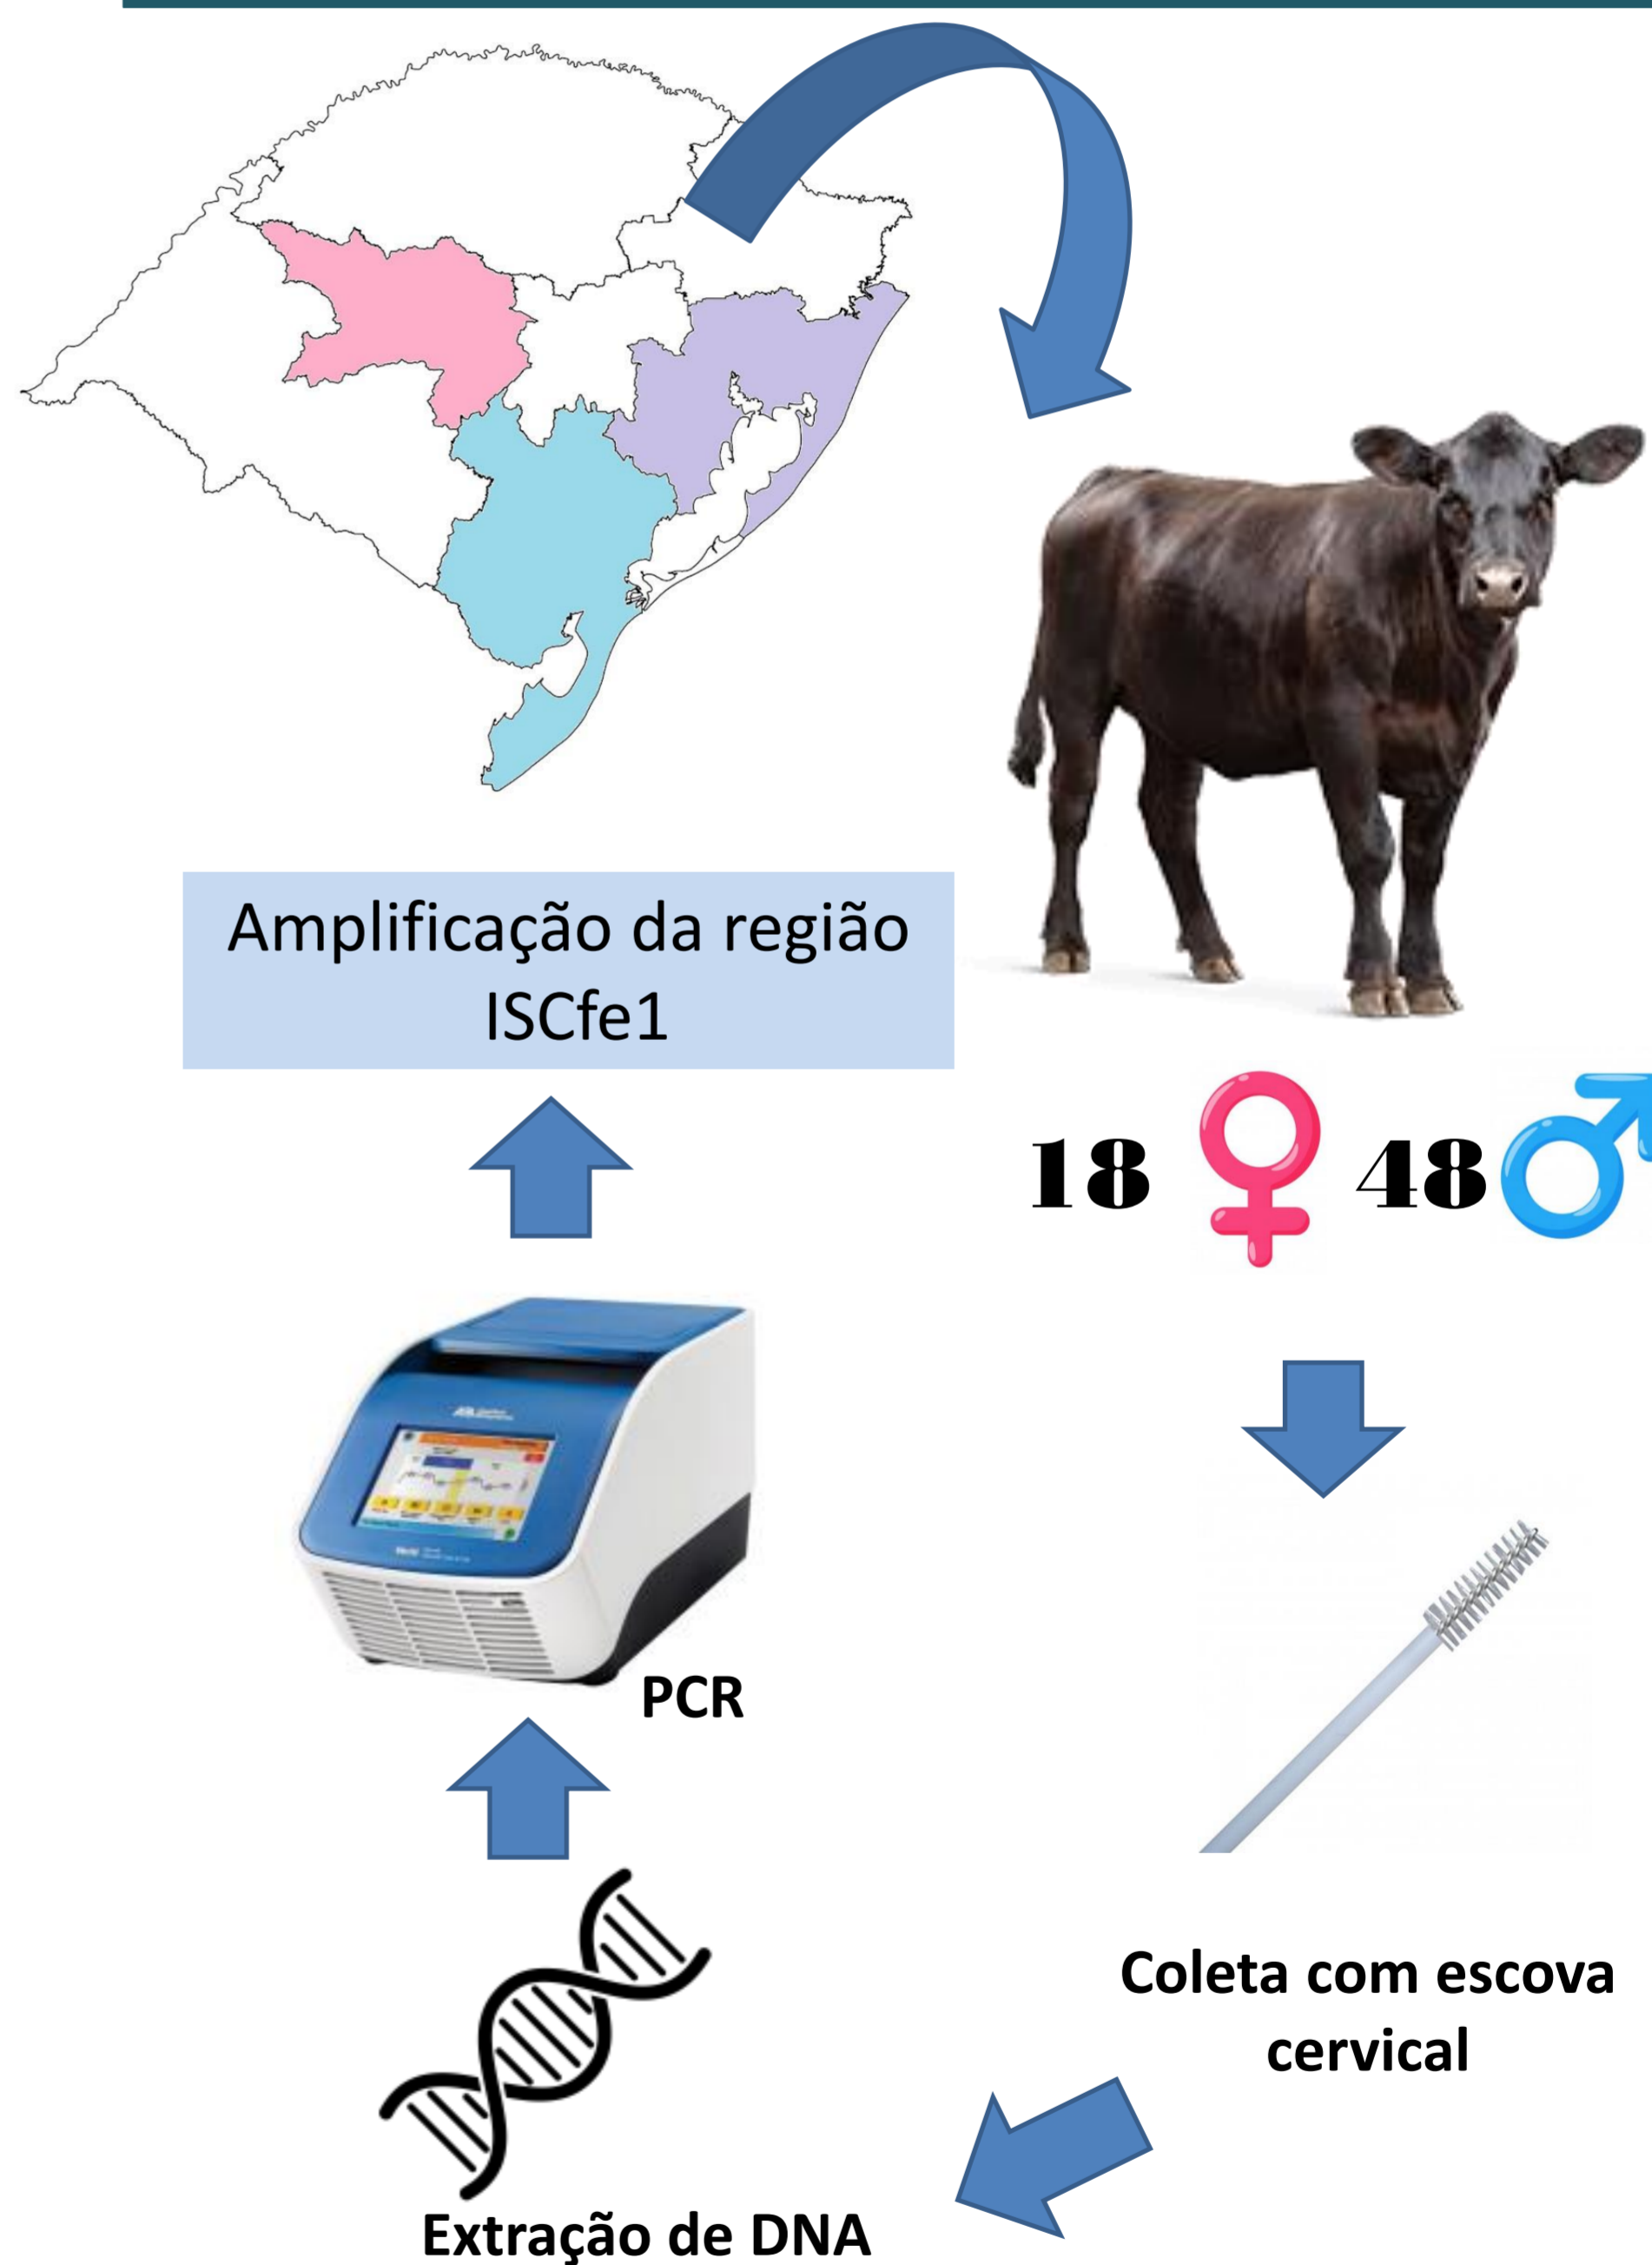 18 48
Coleta com escova
cervical
Extração de DNA
PCR
Amplificação da região
ISCfe1